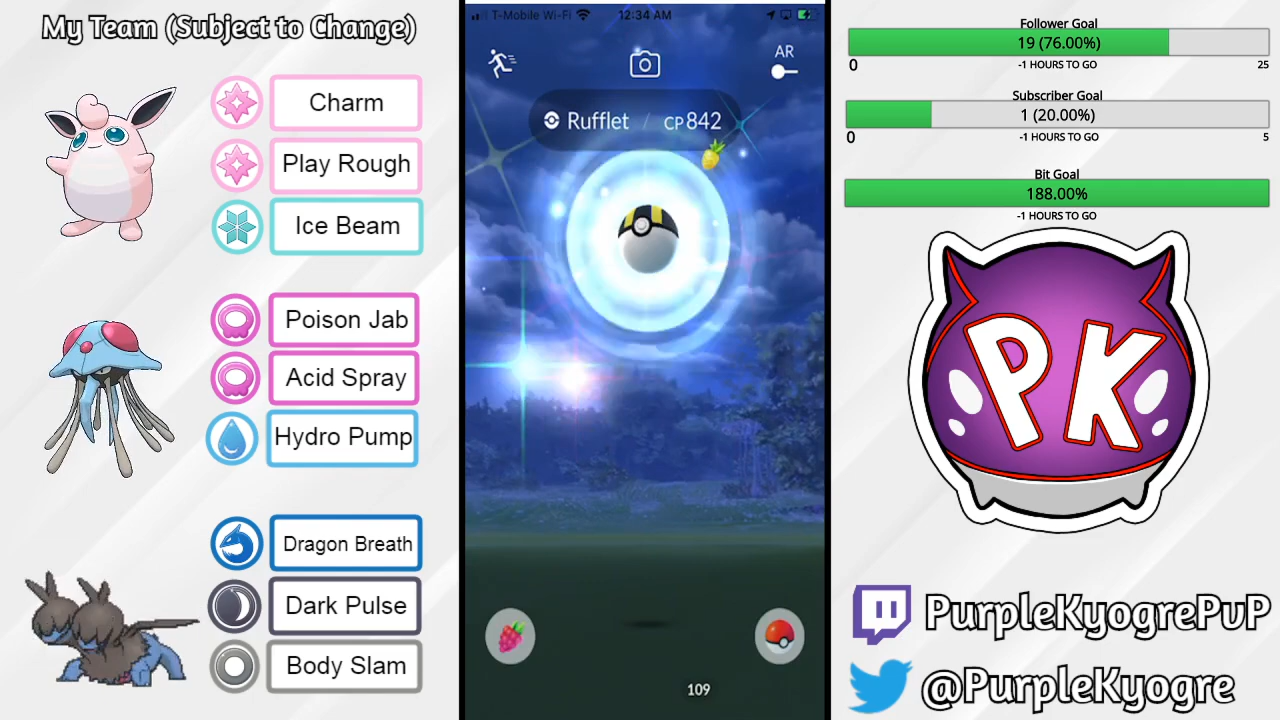 My Team (Subject to Change)
Charm
Play Rough
Ice Beam
Poison Jab
Acid Spray
Hydro Pump
Dragon Breath
Dark Pulse
Body Slam
T-Mobile Wi-Fi 12:34 AM
AR
Rufflet / CP842
109
Follower Goal
19 (76.00%)
0 -1 HOURS TO GO 25
Subscriber Goal
1 (20.00%)
0 -1 HOURS TO GO 5
Bit Goal
188.00%
-1 HOURS TO GO
PK
PurpleKyogrePvP
@PurpleKyogre